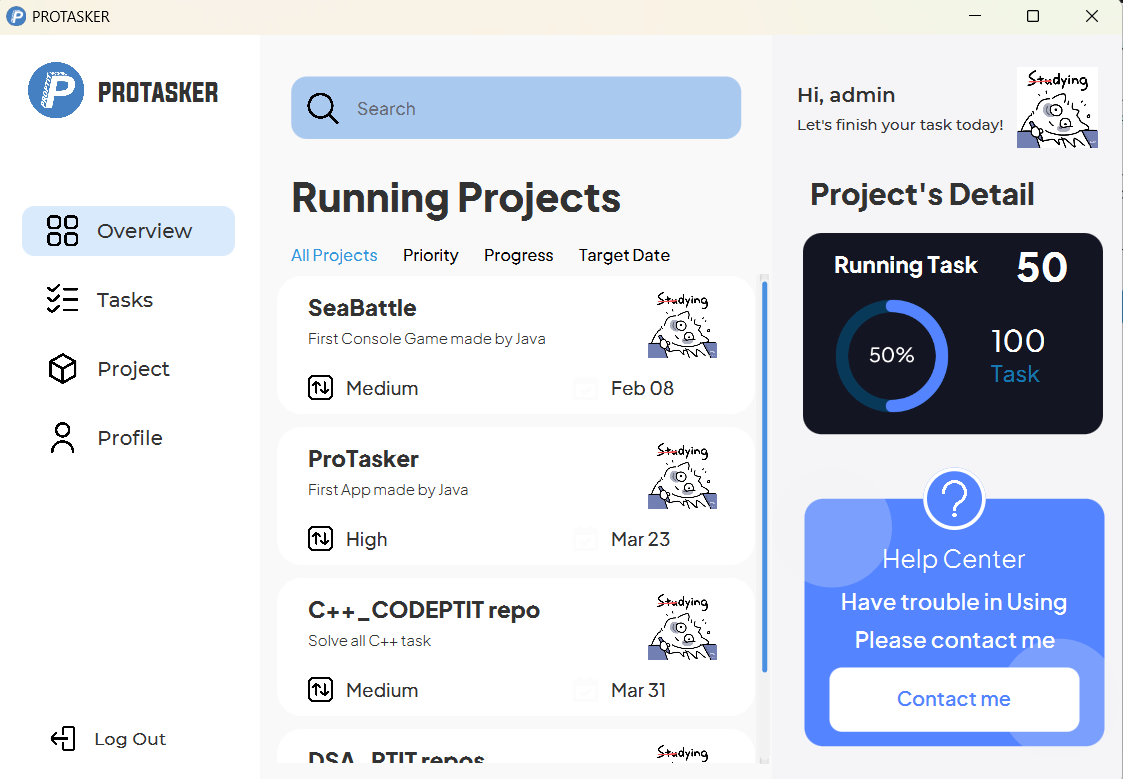 PROTASKER
PROTASKER
Overview
Tasks
Project
Profile
Log Out
Search
Running Projects
All Projects Priority Progress Target Date
SeaBattle
First Console Game made by Java
Medium Feb 08
Studying
ProTasker
First App made by Java
High Mar 23
Studying
C++_CODEPTIT repo
Solve all C++ task
Medium Mar 31
Studying
DSA_PTIT repos
Studying
Hi, admin
Let's finish your task today!
Studying
Project's Detail
Running Task 50
50%
100
Task
?
Help Center
Have trouble in Using
Please contact me
Contact me